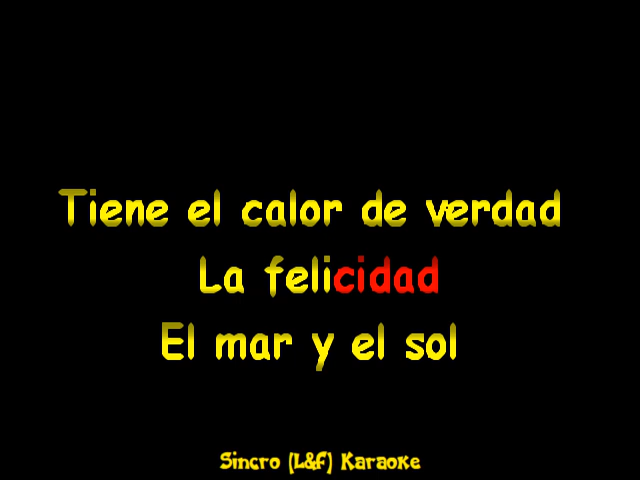 Tiene el calor de verdad
La felicidad
El mar y el sol
Sincro (L&f) Karaoke